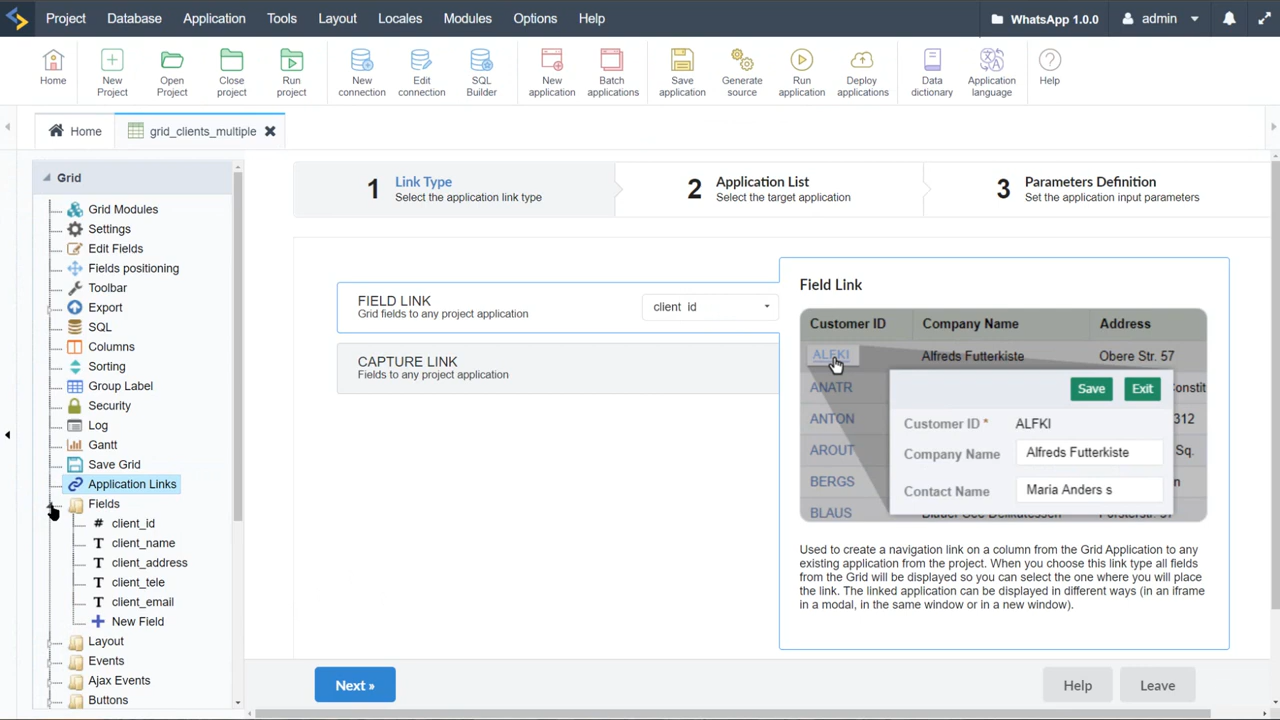 Project Database Client​Application Tools Layout Locales Modules Options Help WhatsApp 1.0.0 admin
Home
New Project
Open Project
Close project
Run project
New connection
Edit connection
SQL Builder
New application
Batch applications
Save application
Generate source
Run application
Deploy applications
Data dictionary
Application language
Help
Home grid_clients_multiple
Grid
Grid Modules
Settings
Edit Fields
Fields positioning
Toolbar
Export
SQL
Columns
Sorting
Group Label
Security
Log
Gantt
Save Grid
Application Links
Fields
client_id
client_name
client_address
client_tele
client_email
New Field
Layout
Events
Ajax Events
Buttons
1 Link Type
Select the application link type
2 Application List
Select the target application
3 Parameters Definition
Set the application input parameters
FIELD LINK
Grid fields to any project application
client id
CAPTURE LINK
Fields to any project application
Field Link
Customer ID Company Name Address
ALFKI Alfreds Futterkiste Obere Str. 57
ANATR Constit
ANTON 312
AROUT Sq.
BERGS n
BLAUS
Save Exit
Customer ID * ALFKI
Company Name Alfreds Futterkiste
Contact Name Maria Anders s
Used to create a navigation link on a column from the Grid Application to any
existing application from the project. When you choose this link type all fields
from the Grid will be displayed so you can select the one where you will place
the link. The linked application can be displayed in different ways (in an iframe
in a modal, in the same window or in a new window).
Next »
Help
Leave